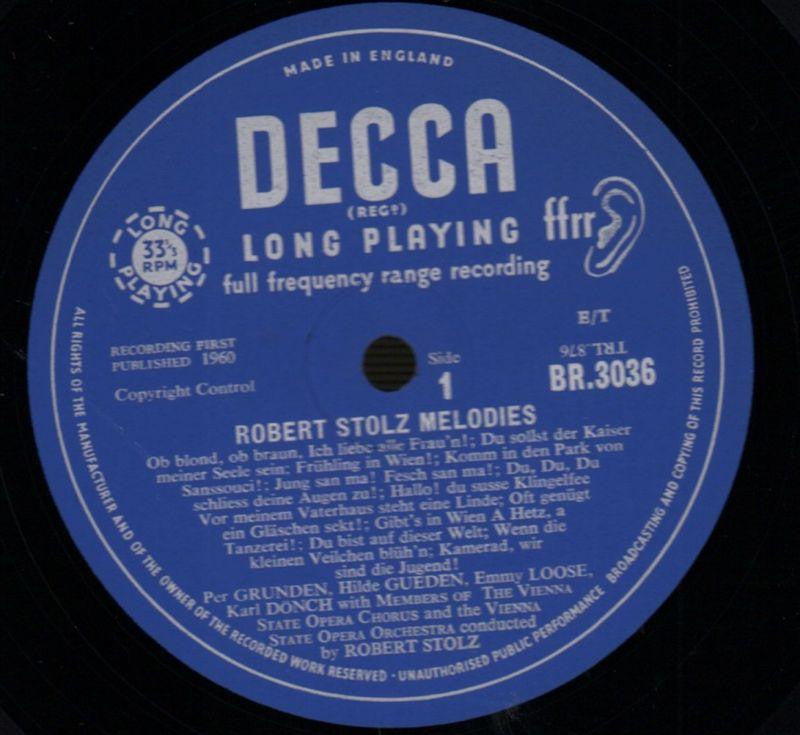 MADE IN ENGLAND
DECCA
(REGD)
LONG PLAYING
full frequency range recording
ffrr
LONG
33⅓
RPM
PLAYING
RECORDING FIRST
PUBLISHED 1960
Copyright Control
Side
1
E/T
TRL.876
BR.3036
ROBERT STOLZ MELODIES
Ob blond, ob braun, Ich liebe alle Frau'n!; Du sollst der Kaiser
meiner Seele sein; Frühling in Wien!; Komm in den Park von
Sanssouci!; Jung san ma! Fesch san ma!; Du, Du, Du
schliess deine Augen zu!; Hallo! du susse Klingelfee
Vor meinem Vaterhaus steht eine Linde; Oft genügt
ein Gläschen sekt!; Gibt's in Wien A Hetz, a
Tanzerei!; Du bist auf dieser Welt; Wenn die
kleinen Veilchen blüh'n; Kamerad, wir
sind die Jugend!
Per GRUNDEN, Hilde GUEDEN, Emmy LOOSE,
Karl DONCH with MEMBERS OF THE VIENNA
STATE OPERA CHORUS and the VIENNA
STATE OPERA ORCHESTRA conducted
by ROBERT STOLZ
ALL RIGHTS OF THE MANUFACTURER AND OF THE OWNER OF THE RECORDED WORK RESERVED · UNAUTHORISED PUBLIC PERFORMANCE BROADCASTING AND COPYING OF THIS RECORD PROHIBITED